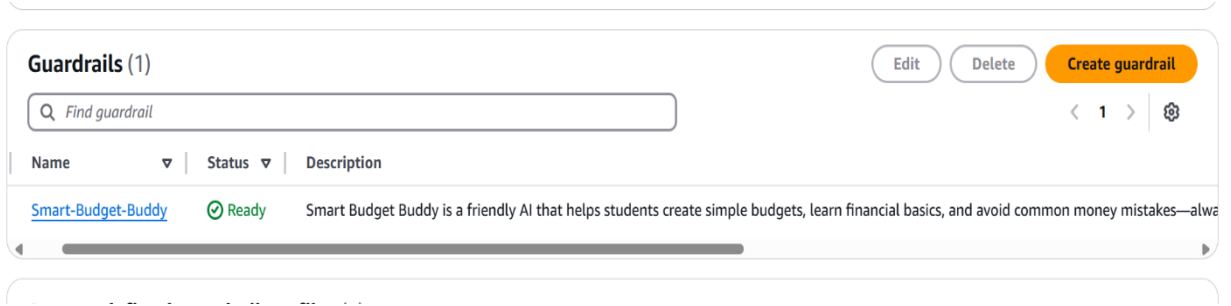 Guardrails (1)
Edit
Delete
Create guardrail
Find guardrail
1
Name
Status
Description
Smart-Budget-Buddy
Ready
Smart Budget Buddy is a friendly AI that helps students create simple budgets, learn financial basics, and avoid common money mistakes—alwa